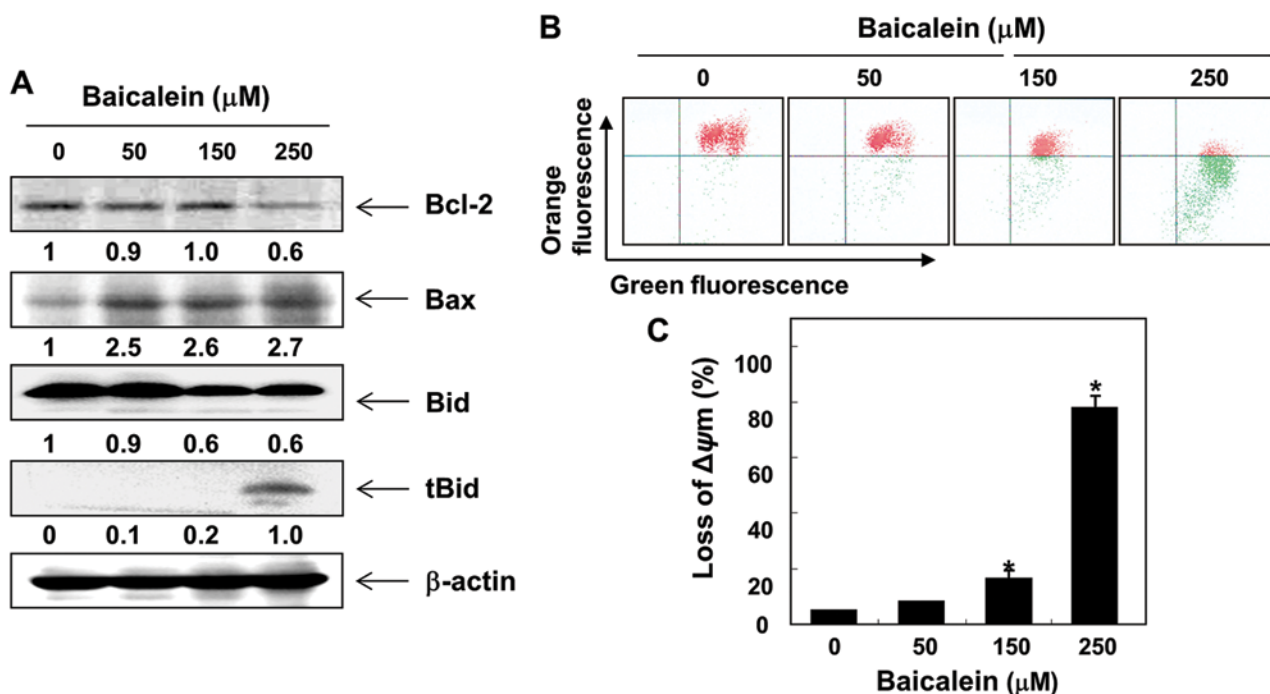 A
Baicalein (μM)
0 50 150 250
Bcl-2
1 0.9 1.0 0.6
Bax
1 2.5 2.6 2.7
Bid
1 0.9 0.6 0.6
tBid
0 0.1 0.2 1.0
β-actin
B
Baicalein (μM)
0 50 150 250
Orange
fluorescence
Green fluorescence
C
Loss of Δψm (%)
100
80
60
40
20
0
* *
0 50 150 250
Baicalein (μM)